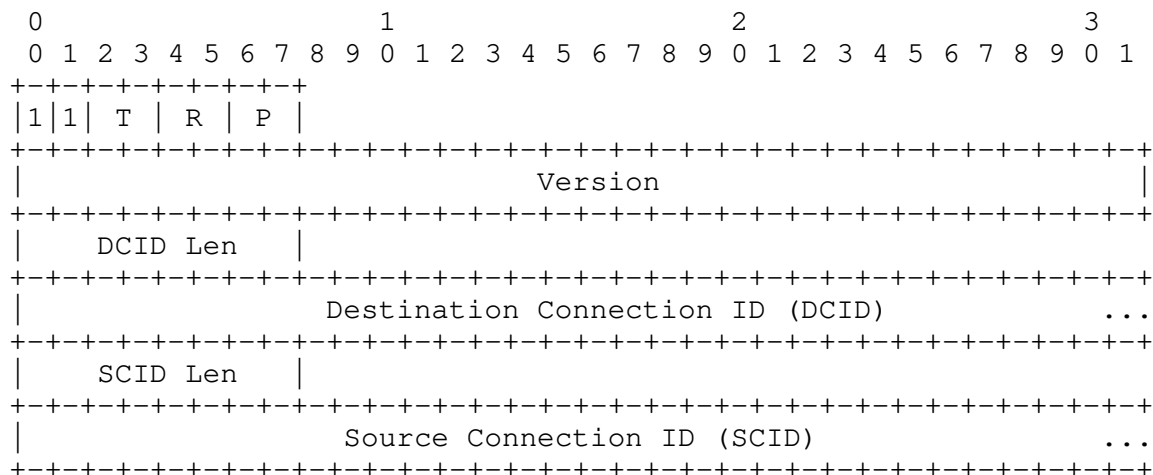 0                   1                   2                   3
 0 1 2 3 4 5 6 7 8 9 0 1 2 3 4 5 6 7 8 9 0 1 2 3 4 5 6 7 8 9 0 1
+-+-+-+-+-+-+-+-+
|1|1| T | R | P |
+-+-+-+-+-+-+-+-+-+-+-+-+-+-+-+-+-+-+-+-+-+-+-+-+-+-+-+-+-+-+-+-+
|                            Version                            |
+-+-+-+-+-+-+-+-+-+-+-+-+-+-+-+-+-+-+-+-+-+-+-+-+-+-+-+-+-+-+-+-+
|    DCID Len   |
+-+-+-+-+-+-+-+-+-+-+-+-+-+-+-+-+-+-+-+-+-+-+-+-+-+-+-+-+-+-+-+-+
|                 Destination Connection ID (DCID)            ...
+-+-+-+-+-+-+-+-+-+-+-+-+-+-+-+-+-+-+-+-+-+-+-+-+-+-+-+-+-+-+-+-+
|    SCID Len   |
+-+-+-+-+-+-+-+-+-+-+-+-+-+-+-+-+-+-+-+-+-+-+-+-+-+-+-+-+-+-+-+-+
|                  Source Connection ID (SCID)                ...
+-+-+-+-+-+-+-+-+-+-+-+-+-+-+-+-+-+-+-+-+-+-+-+-+-+-+-+-+-+-+-+-+